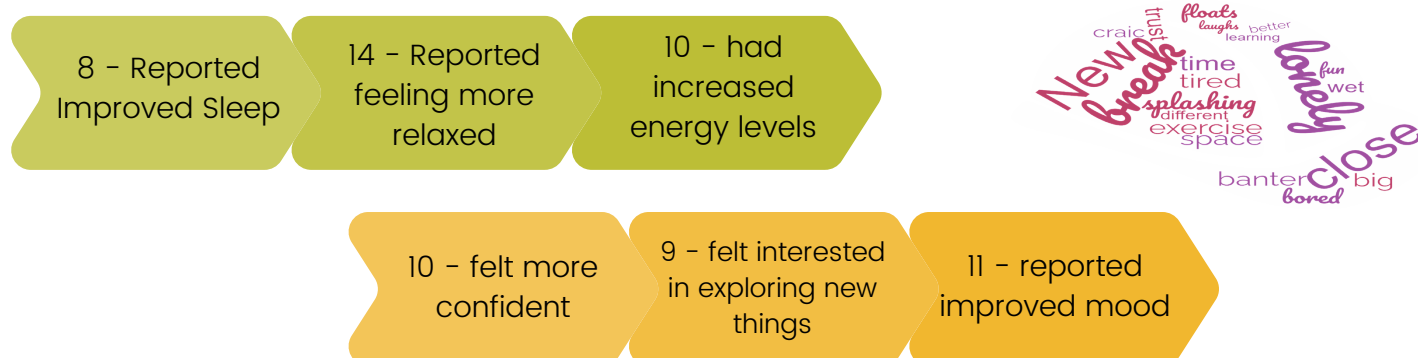 8 - Reported
Improved Sleep
14 - Reported
feeling more
relaxed
10 - had
increased
energy levels
floats
trust
craic
laughs
better
learning
New
break
time
tired
splashing
different
exercise
space
lonely
fun
wet
close
banter
big
bored
10 - felt more
confident
9 - felt interested
in exploring new
things
11 - reported
improved mood